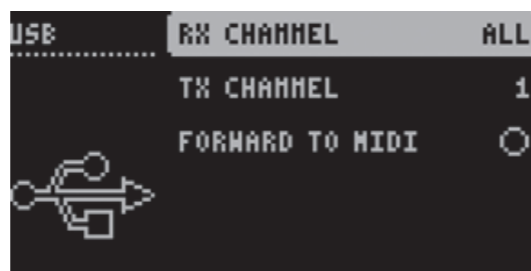 USB
RX CHANNEL ALL
TX CHANNEL 1
FORWARD TO MIDI